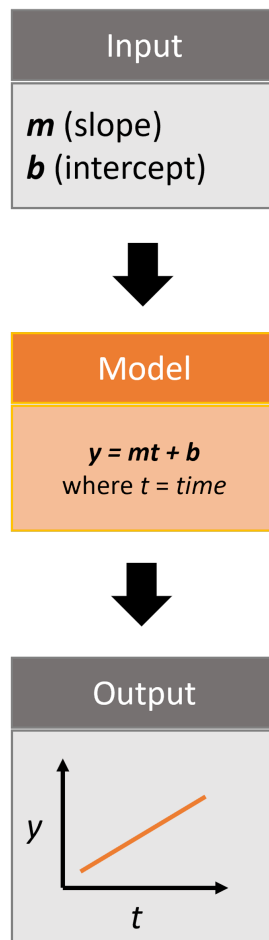 Input
m (slope)
b (intercept)
Model
y = mt + b
where t = time
Output
y
t